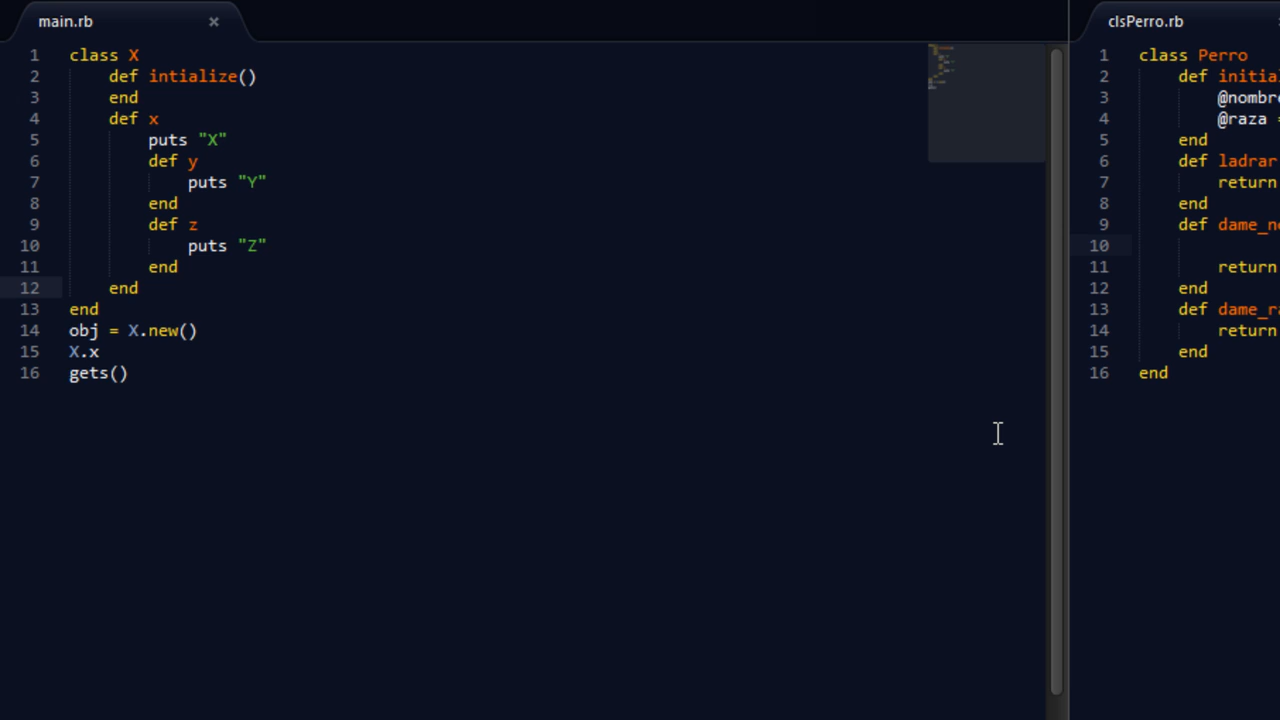 main.rb ×
1 class X
2 def intialize()
3 end
4 def x
5 puts "X"
6 def y
7 puts "Y"
8 end
9 def z
10 puts "Z"
11 end
12 end
13 end
14 obj = X.new()
15 X.x
16 gets()
clsPerro.rb
1 class Perro
2 def
3
4 @raza =
5 end
6 def ladrar
7 return
8 end
9 def
10
11 return
12 end
13 def
14 return
15 end
16 end